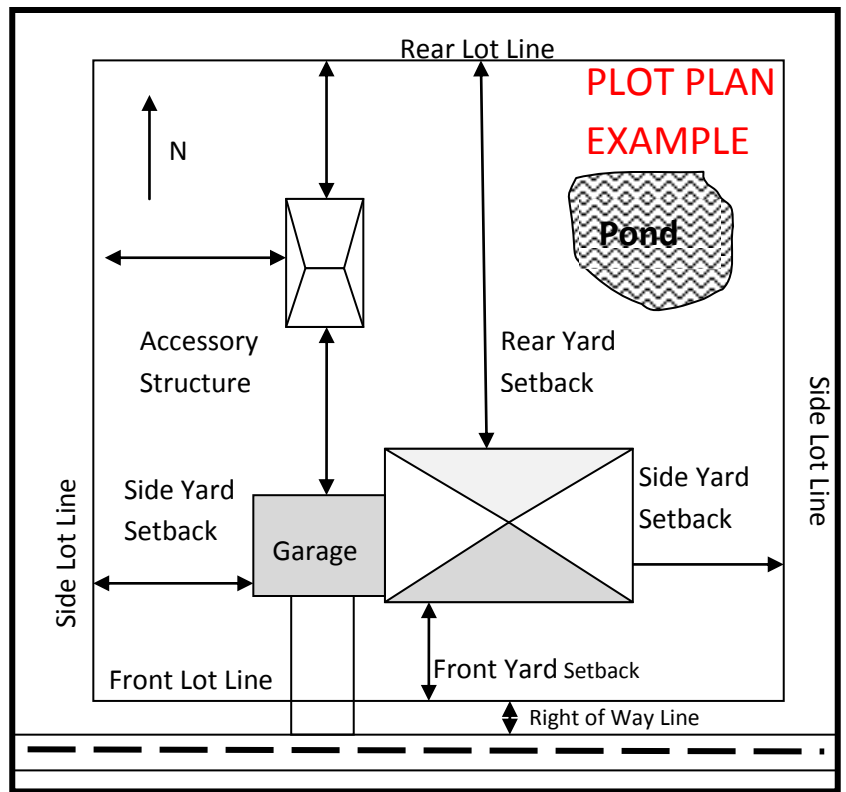 Rear Lot Line
PLOT PLAN
EXAMPLE
N
Pond
Accessory
Structure
Rear Yard
Setback
Side Lot Line
Side Yard
Setback
Side Yard
Setback
Side Lot Line
Garage
Front Yard Setback
Front Lot Line
Right of Way Line